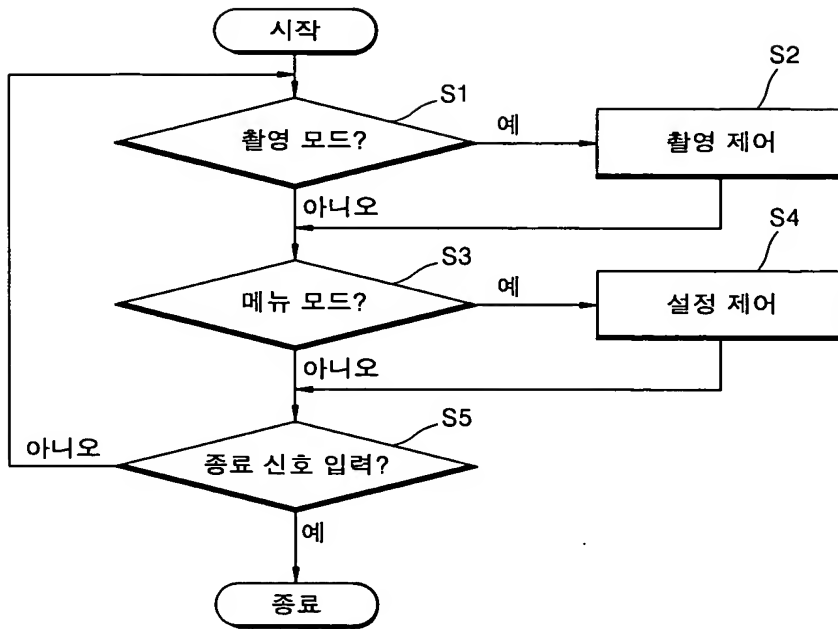 시작
S1
촬영 모드?
예
S2
촬영 제어
아니오
S3
메뉴 모드?
예
S4
설정 제어
아니오
S5
종료 신호 입력?
아니오
예
종료